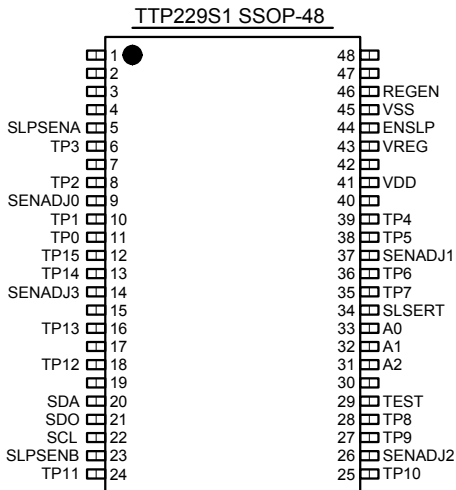 TTP229S1 SSOP-48
1 48
2 47
3 46 REGEN
4 45 VSS
SLPSENA 5 44 ENSLP
TP3 6 43 VREG
7 42
TP2 8 41 VDD
SENADJ0 9 40
TP1 10 39 TP4
TP0 11 38 TP5
TP15 12 37 SENADJ1
TP14 13 36 TP6
SENADJ3 14 35 TP7
15 34 SLSERT
TP13 16 33 A0
17 32 A1
TP12 18 31 A2
19 30
SDA 20 29 TEST
SDO 21 28 TP8
SCL 22 27 TP9
SLPSENB 23 26 SENADJ2
TP11 24 25 TP10